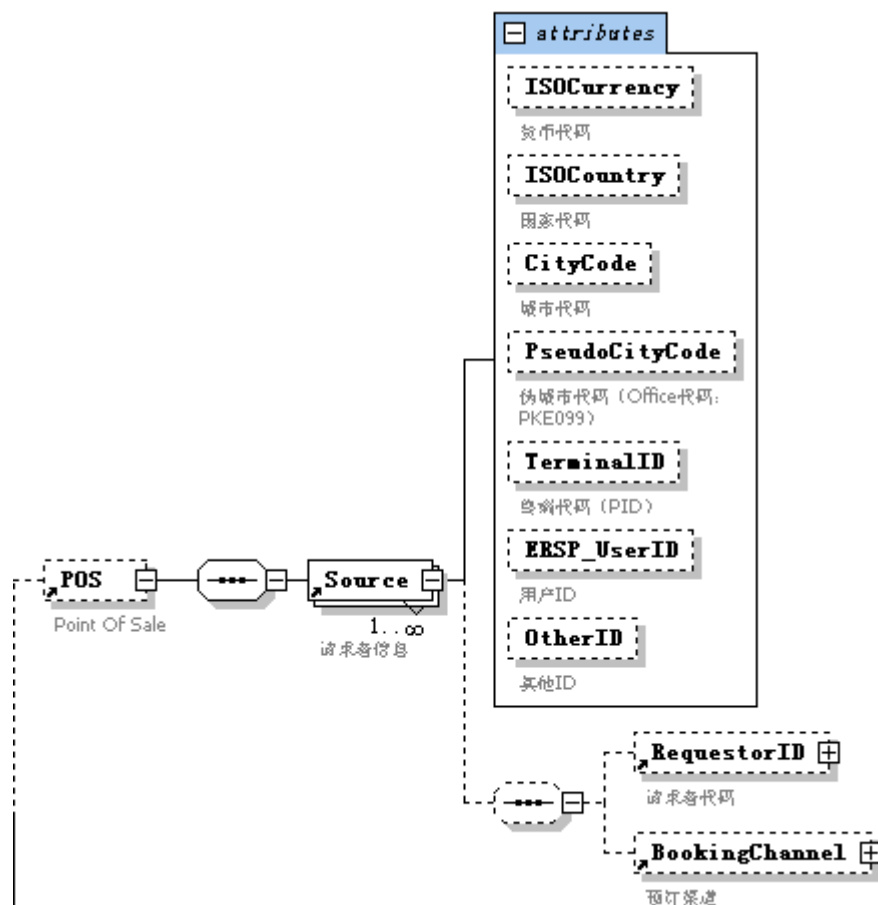 attributes
ISOCurrency
货币代码
ISOCountry
国家代码
CityCode
城市代码
PseudoCityCode
伪城市代码（Office代码：
PKE099）
TerminalID
终端代码（PID）
ERSP_UserID
用户ID
OtherID
其他ID
POS
Point Of Sale
Source
1..∞
请求者信息
RequestorID
请求者代码
BookingChannel
预订渠道